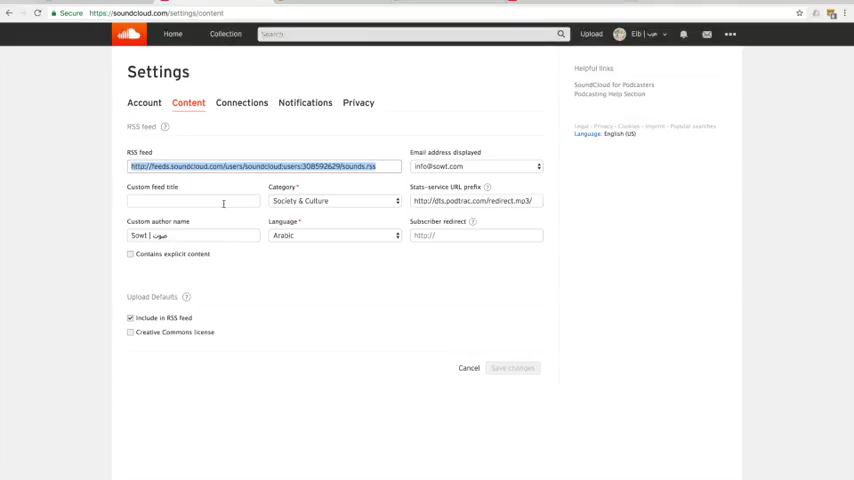 Secure https://soundcloud.com/settings/content
Home Collection Search Upload Eib | عيب
Settings
Helpful links
SoundCloud for Podcasters
Podcasting Help Section
Account Content Connections Notifications Privacy
RSS feed ?
Legal - Privacy - Cookies - Imprint - Popular searches
Language: English (US)
RSS feed Email address displayed
http://feeds.soundcloud.com/users/soundcloud:users:308592629/sounds.rss info@sowt.com
Custom feed title Category* Stats-service URL prefix ?
Society & Culture http://dts.podtrac.com/redirect.mp3/
Custom author name Language* Subscriber redirect ?
Sowt | صوت Arabic http://
Contains explicit content
Upload Defaults ?
Include in RSS feed
Creative Commons license
Cancel Save changes